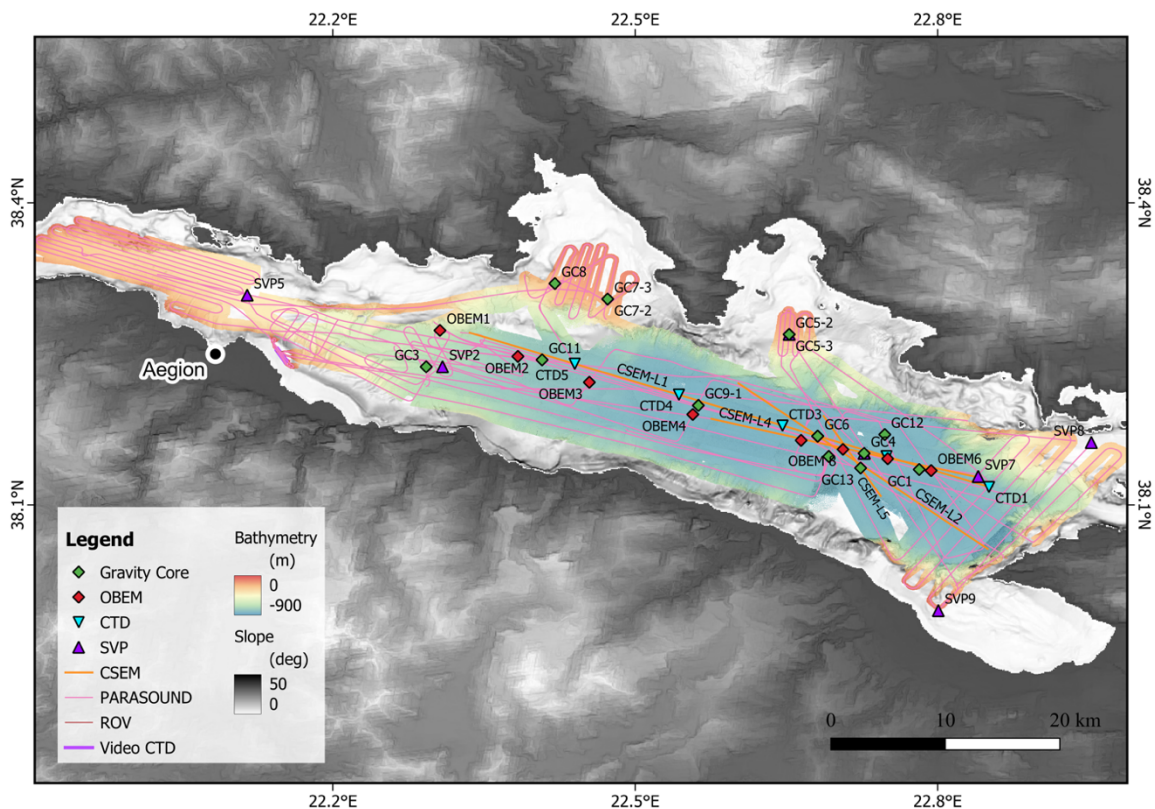 22.2°E
22.5°E
22.8°E
38.4°N
38.4°N
SVP5
GC8
GC7-3
GC7-2
GC5-2
GC5-3
OBEM1
Aegion
GC3
SVP2
OBEM2
GC11
CTD5
OBEM3
CSEM-L1
GC9-1
CTD4
OBEM4
CSEM-L4
CTD3
GC6
GC12
GC4
SVP8
OBEM6
SVP7
GC13
GC1
CTD1
CSEM-L5
CSEM-L2
SVP9
38.1°N
38.1°N
Legend
Gravity Core
OBEM
CTD
SVP
CSEM
PARASOUND
ROV
Video CTD
Bathymetry
(m)
0
-900
Slope
(deg)
50
0
0
10
20 km
22.2°E
22.5°E
22.8°E